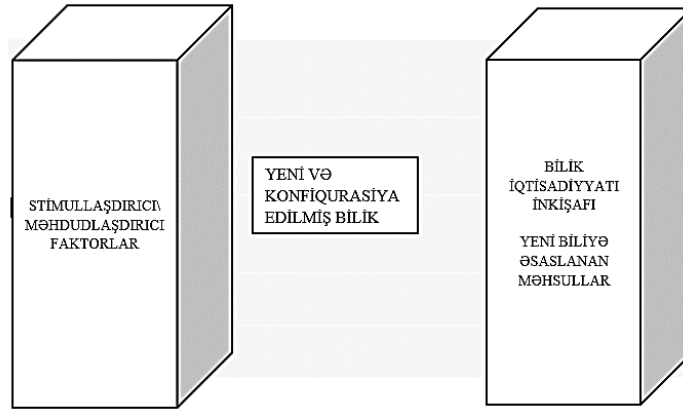 STİMULLAŞDIRICI\
MƏHDUDLAŞDIRICI
FAKTORLAR
YENİ VƏ
KONFİQURASİYA
EDİLMİŞ BİLİK
BİLİK
İQTİSADİYYATI
İNKİŞAFI
YENİ BİLİYƏ
ƏSASLANAN
MƏHSULLAR